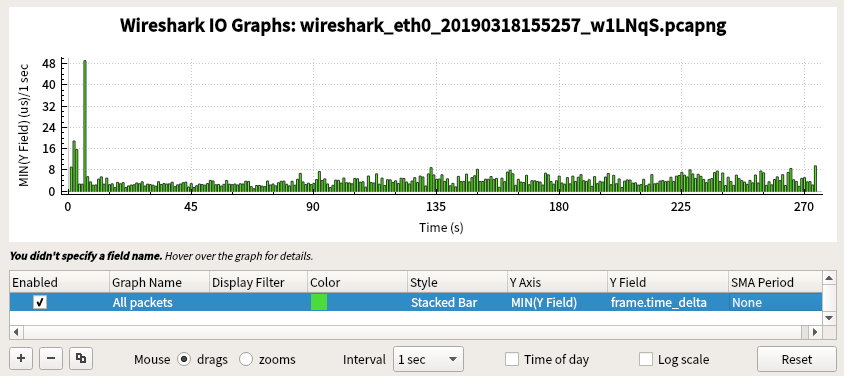 Wireshark IO Graphs: wireshark_eth0_20190318155257_w1LNqS.pcapng
MIN(Y Field) (us)/1 sec
48
40
32
24
16
8
0
0 45 90 135 180 225 270
Time (s)
You didn't specify a field name. Hover over the graph for details.
Enabled Graph Name Display Filter Color Style Y Axis Y Field SMA Period
All packets Stacked Bar MIN(Y Field) frame.time_delta None
Mouse drags zooms Interval 1 sec Time of day Log scale Reset